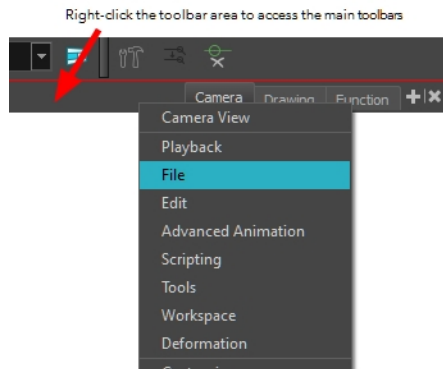 Right-click the toolbar area to access the main toolbars
Camera Drawing Function
Camera View
Playback
File
Edit
Advanced Animation
Scripting
Tools
Workspace
Deformation